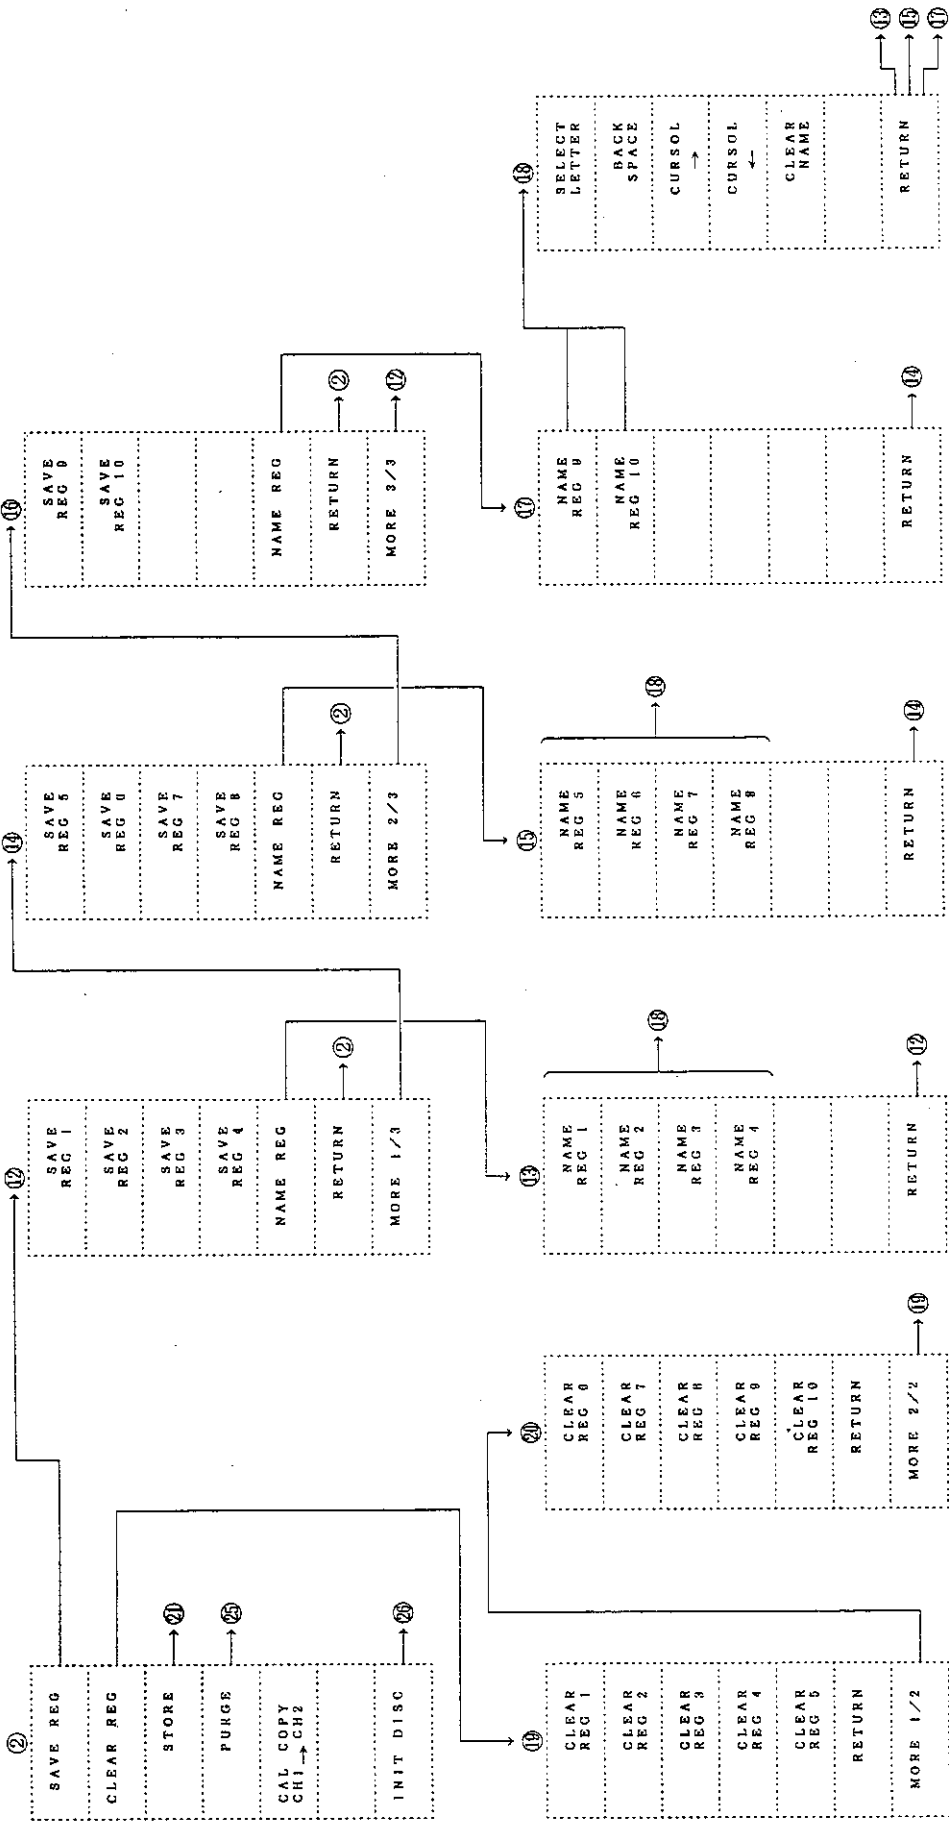 ②
SAVE REG
CLEAR REG
STORE
㉑
PURGE
㉕
CAL COPY
CH1 → CH2
INIT DISC
㉖
⑫
SAVE
REG 1
SAVE
REG 2
SAVE
REG 3
SAVE
REG 4
NAME REG
RETURN
②
MORE 1/3
⑭
SAVE
REG 5
SAVE
REG 6
SAVE
REG 7
SAVE
REG 8
NAME REG
RETURN
②
MORE 2/3
⑯
SAVE
REG 9
SAVE
REG 10
NAME REG
RETURN
②
MORE 3/3
⑫
⑲
CLEAR
REG 1
CLEAR
REG 2
CLEAR
REG 3
CLEAR
REG 4
CLEAR
REG 5
RETURN
MORE 1/2
⑳
CLEAR
REG 6
CLEAR
REG 7
CLEAR
REG 8
CLEAR
REG 9
CLEAR
REG 10
RETURN
MORE 2/2
⑲
⑬
NAME
REG 1
NAME
REG 2
NAME
REG 3
NAME
REG 4
⑱
RETURN
⑫
⑮
NAME
REG 5
NAME
REG 6
NAME
REG 7
NAME
REG 8
⑱
RETURN
⑭
⑰
NAME
REG 9
NAME
REG 10
RETURN
⑭
⑱
SELECT
LETTER
BACK
SPACE
CURSOL
→
CURSOL
←
CLEAR
NAME
RETURN
⑬
⑮
⑰